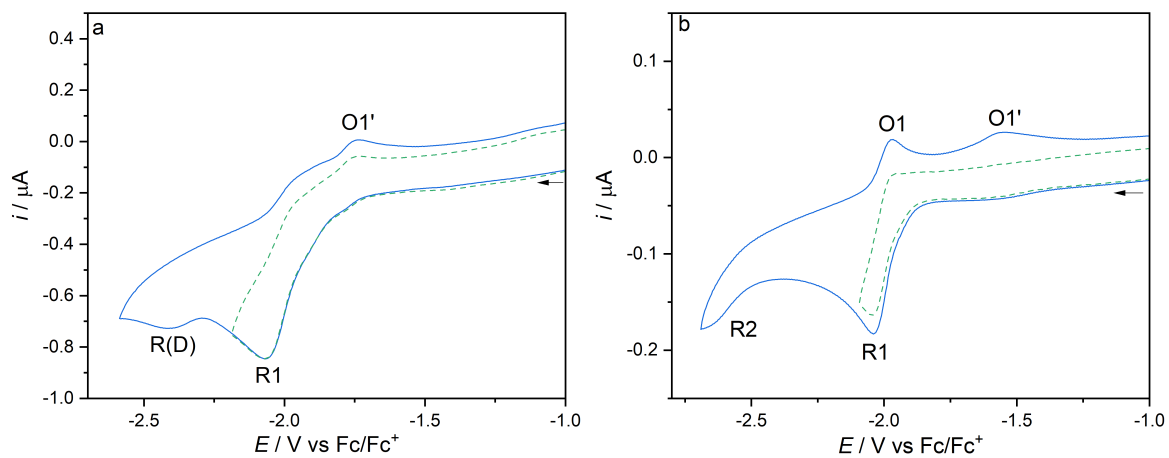 a
0.4
0.2
0.0
-0.2
-0.4
-0.6
-0.8
-1.0
i / μA
O1'
R(D)
R1
-2.5
-2.0
-1.5
-1.0
E / V vs Fc/Fc⁺
b
0.1
0.0
-0.1
-0.2
i / μA
O1
O1'
R2
R1
-2.5
-2.0
-1.5
-1.0
E / V vs Fc/Fc⁺